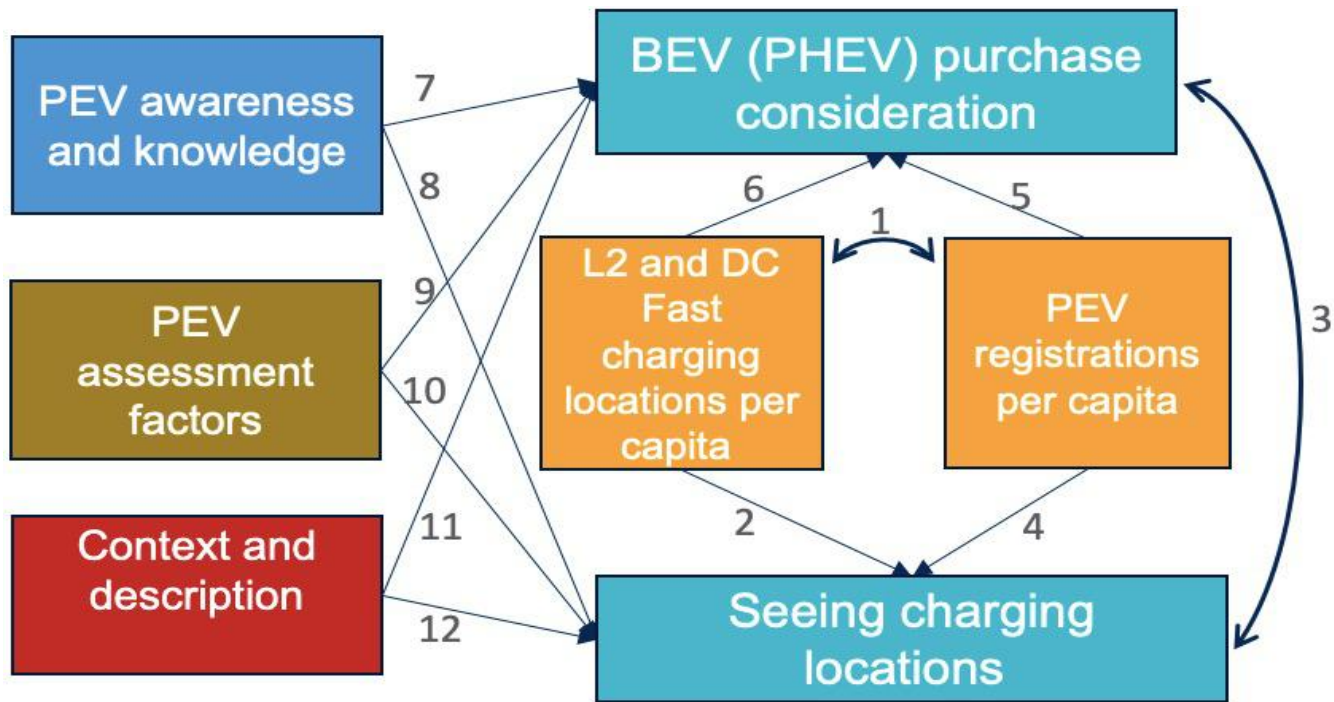 PEV awareness
and knowledge
7
BEV (PHEV) purchase
consideration
8
6
1
5
L2 and DC
Fast
charging
locations per
capita
PEV
registrations
per capita
3
PEV
assessment
factors
9
10
Context and
description
11
12
2
4
Seeing charging
locations